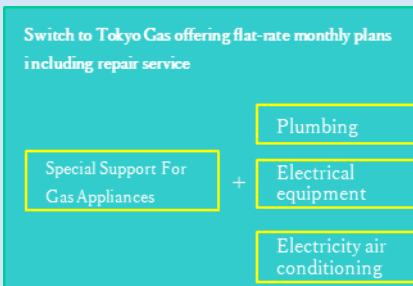 Switch to Tokyo Gas offering flat-rate monthly plans
including repair service
Plumbing
Special Support For
Gas Appliances
+
Electrical
equipment
Electricity air
conditioning